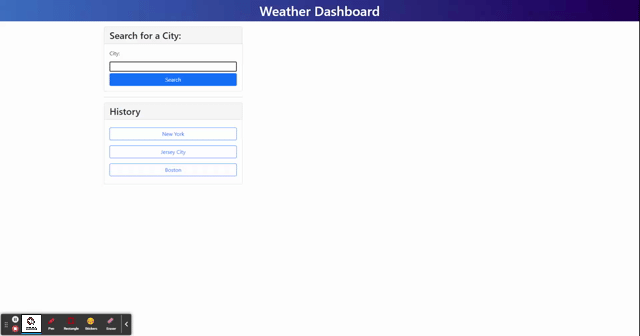 Weather Dashboard
Search for a City:
City:
Search
History
New York
Jersey City
Boston
Pen
Rectangle
Stickers
Eraser